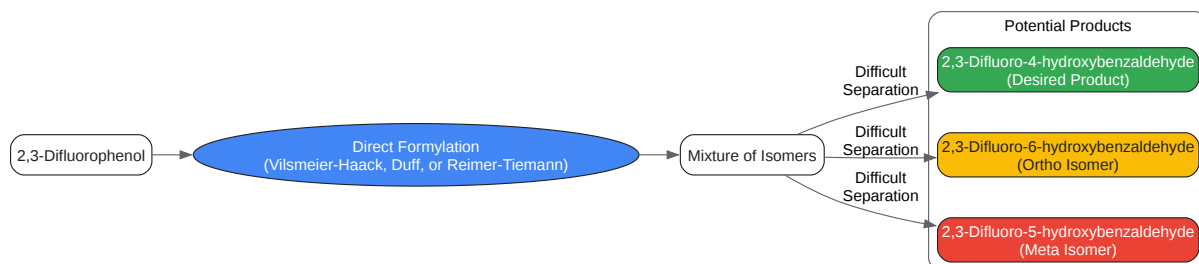 Potential Products
2,3-Difluorophenol
Direct Formylation
(Vilsmeier-Haack, Duff, or Reimer-Tiemann)
Mixture of Isomers
Difficult
Separation
Difficult
Separation
Difficult
Separation
2,3-Difluoro-4-hydroxybenzaldehyde
(Desired Product)
2,3-Difluoro-6-hydroxybenzaldehyde
(Ortho Isomer)
2,3-Difluoro-5-hydroxybenzaldehyde
(Meta Isomer)